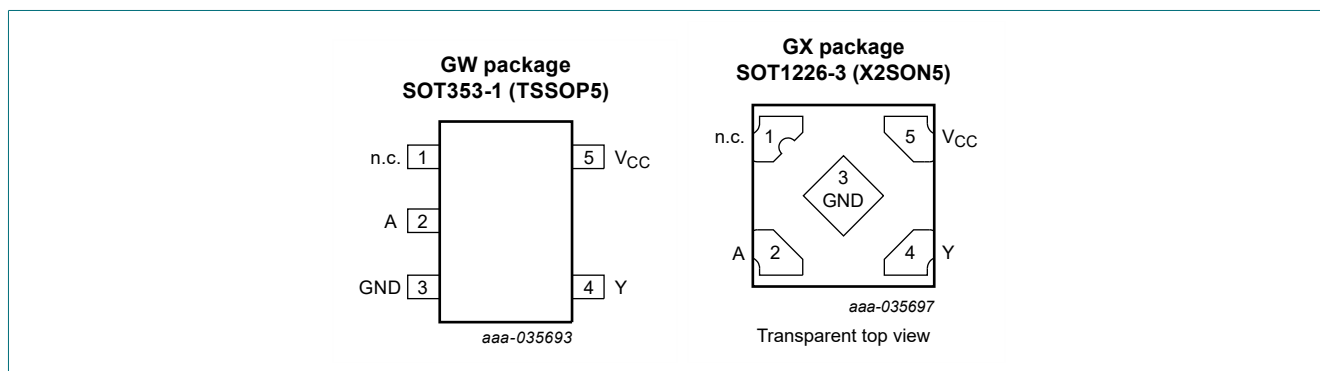 GW package
SOT353-1 (TSSOP5)
n.c. 1
5 VCC
A 2
GND 3
4 Y
aaa-035693
GX package
SOT1226-3 (X2SON5)
n.c. 1
5 VCC
3
GND
A 2
4 Y
aaa-035697
Transparent top view